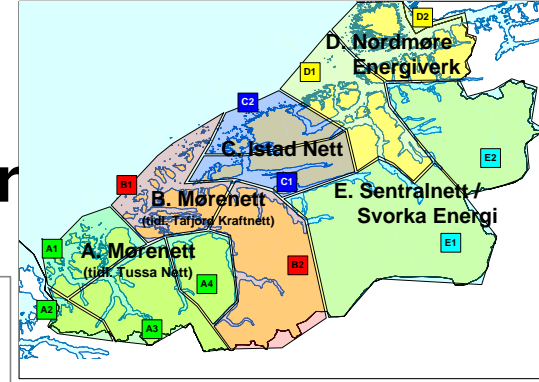 D2
D. Nordmøre
Energiverk
D1
C2
C. Istad Nett
E2
r
B1
C1
B. Mørenett
(tidl. Tafjord Kraftnett)
E. Sentralnett /
Svorka Energi
A1
A. Mørenett
(tidl. Tussa Nett)
B2
E1
A4
A2
A3